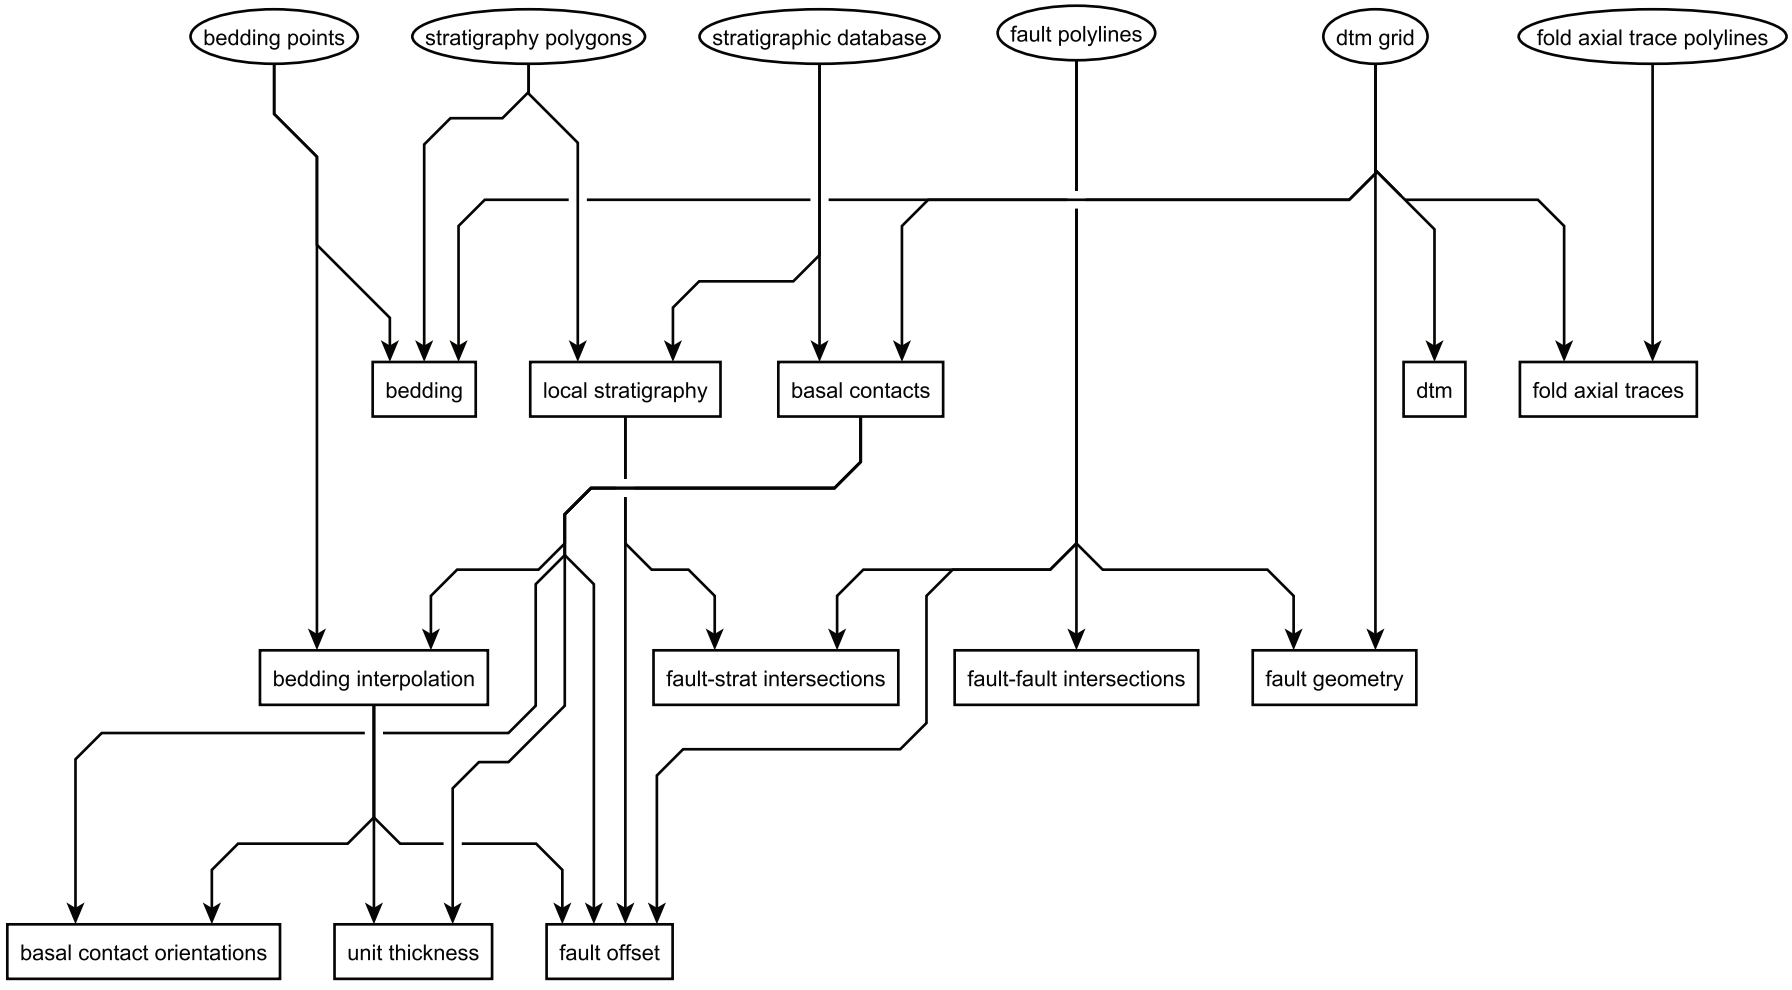 bedding points
stratigraphy polygons
stratigraphic database
fault polylines
dtm grid
fold axial trace polylines
bedding
local stratigraphy
basal contacts
dtm
fold axial traces
bedding interpolation
fault-strat intersections
fault-fault intersections
fault geometry
basal contact orientations
unit thickness
fault offset